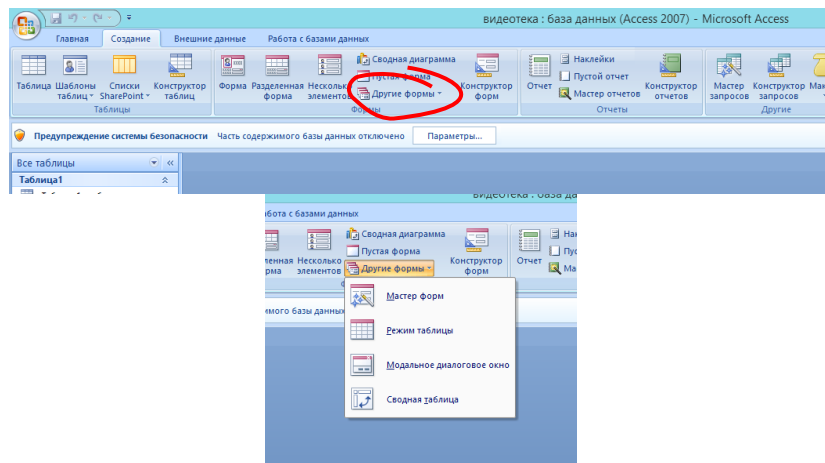 видеотека : база данных (Access 2007) - Microsoft Access
Главная Создание Внешние данные Работа с базами данных
Сводная диаграмма Наклейки
Пустая форма Пустой отчет
Таблица Шаблоны таблиц Списки SharePoint Конструктор таблиц Форма Разделенная форма Несколько элементов Другие формы Конструктор форм Отчет Мастер отчетов Конструктор отчетов Мастер запросов Конструктор запросов
Таблицы Формы Отчеты Другие
Предупреждение системы безопасности Часть содержимого базы данных отключено Параметры...
Все таблицы
Таблица1
видеотека : база да
бота с базами данных
Сводная диаграмма
Пустая форма
Несколько элементов Другие формы Конструктор форм Отчет
Мастер форм
имого базы данных
Режим таблицы
Модальное диалоговое окно
Сводная таблица